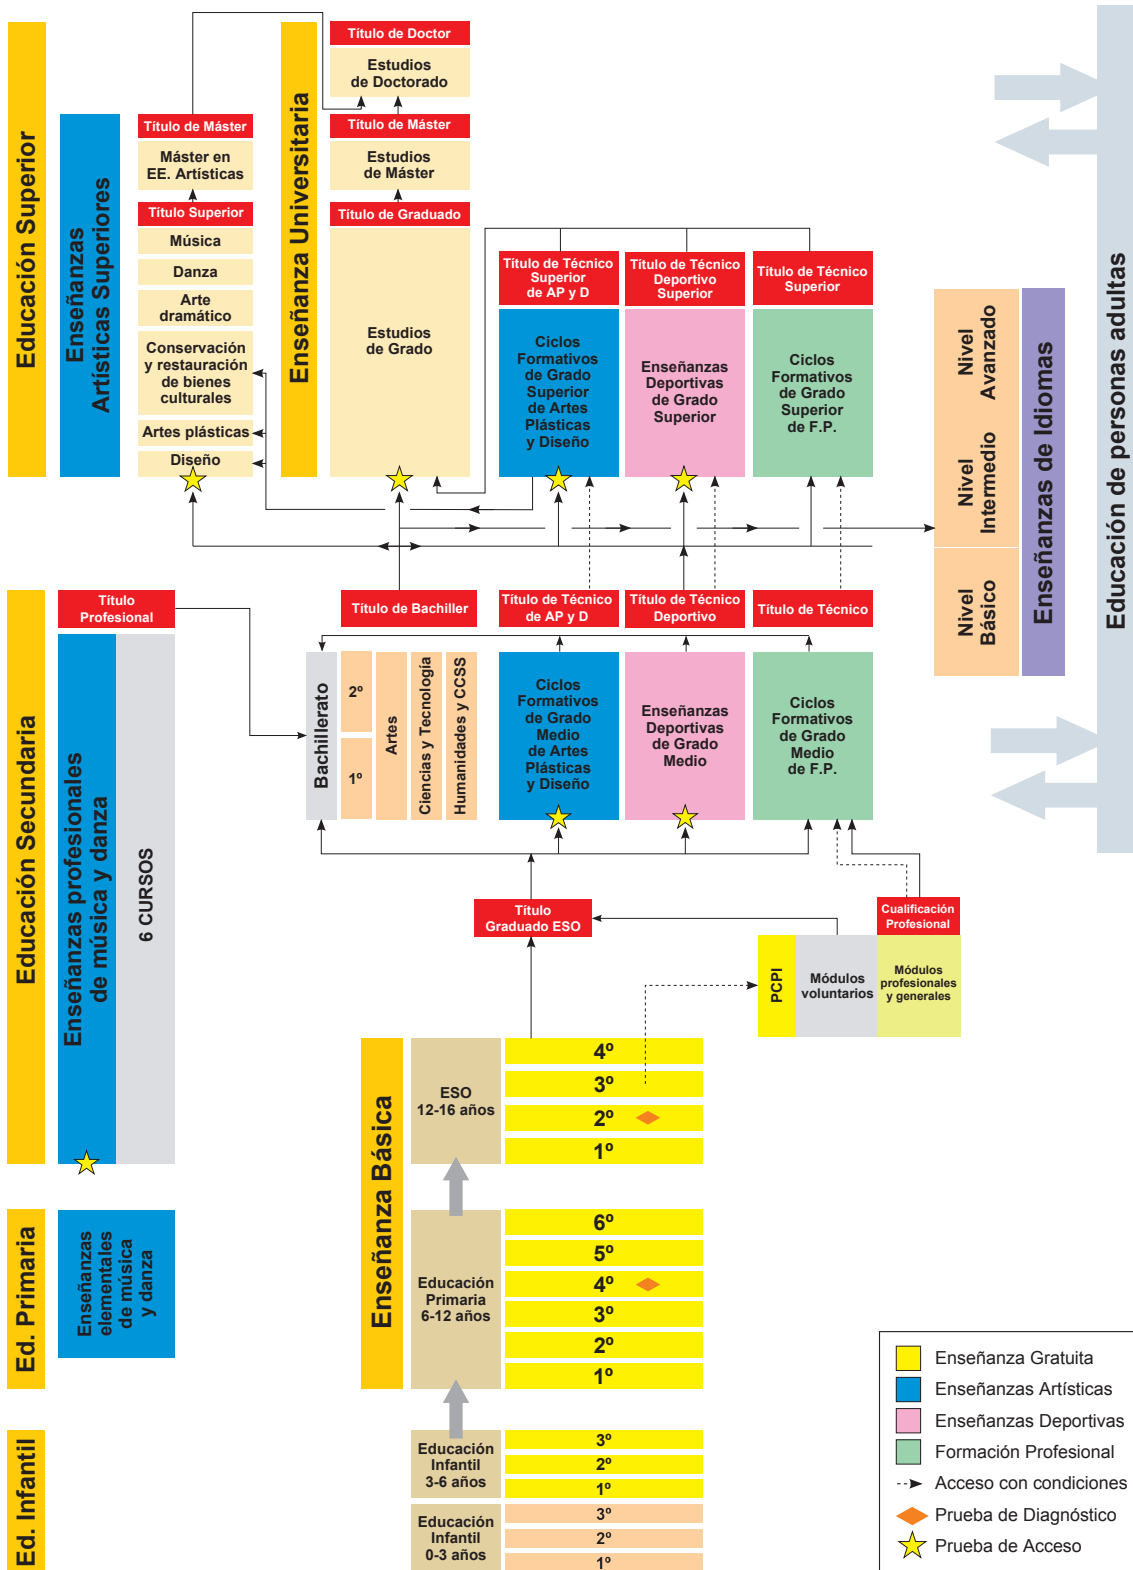 Educación Superior
Enseñanzas
Artísticas Superiores
Título de Máster
Máster en
EE. Artísticas
Título Superior
Música
Danza
Arte
dramático
Conservación
y restauración
de bienes
culturales
Artes plásticas
Diseño
Enseñanza Universitaria
Título de Doctor
Estudios
de Doctorado
Título de Máster
Estudios
de Máster
Título de Graduado
Estudios
de Grado
Título de Técnico
Superior
de AP y D
Ciclos
Formativos
de Grado
Superior
de Artes
Plásticas
y Diseño
Título de Técnico
Deportivo
Superior
Enseñanzas
Deportivas
de Grado
Superior
Título de Técnico
Superior
Ciclos
Formativos
de Grado
Superior
de F.P.
Nivel
Avanzado
Nivel
Intermedio
Nivel
Básico
Enseñanzas de Idiomas
Educación de personas adultas
Educación Secundaria
Título
Profesional
Enseñanzas profesionales
de música y danza
6 CURSOS
Título de Bachiller
Bachillerato
2º
1º
Artes
Ciencias y Tecnología
Humanidades y CCSS
Título de Técnico
de AP y D
Ciclos
Formativos
de Grado
Medio
de Artes
Plásticas
y Diseño
Título de Técnico
Deportivo
Enseñanzas
Deportivas
de Grado
Medio
Título de Técnico
Ciclos
Formativos
de Grado
Medio
de F.P.
Título
Graduado ESO
Cualificación
Profesional
PCPI
Módulos
voluntarios
Módulos
profesionales
y generales
Enseñanza Básica
ESO
12-16 años
4º
3º
2º
1º
Ed. Primaria
Enseñanzas
elementales
de música
y danza
Educación
Primaria
6-12 años
6º
5º
4º
3º
2º
1º
Ed. Infantil
Educación
Infantil
3-6 años
3º
2º
1º
Educación
Infantil
0-3 años
3º
2º
1º
Enseñanza Gratuita
Enseñanzas Artísticas
Enseñanzas Deportivas
Formación Profesional
Acceso con condiciones
Prueba de Diagnóstico
Prueba de Acceso